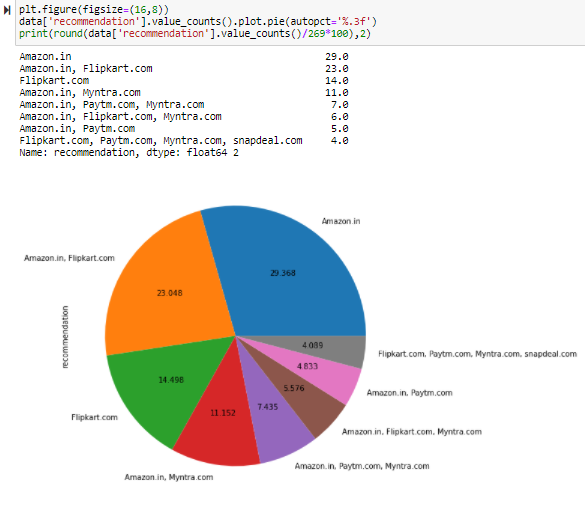 plt.figure(figsize=(16,8))
data['recommendation'].value_counts().plot.pie(autopct='%.3f')
print(round(data['recommendation'].value_counts()/269*100),2)
Amazon.in 29.0
Amazon.in, Flipkart.com 23.0
Flipkart.com 14.0
Amazon.in, Myntra.com 11.0
Amazon.in, Paytm.com, Myntra.com 7.0
Amazon.in, Flipkart.com, Myntra.com 6.0
Amazon.in, Paytm.com 5.0
Flipkart.com, Paytm.com, Myntra.com, snapdeal.com 4.0
Name: recommendation, dtype: float64 2
Amazon.in
Amazon.in, Flipkart.com
29.368
23.048
recommendation
4.089
Flipkart.com, Paytm.com, Myntra.com, snapdeal.com
4.833
14.498
5.576
Amazon.in, Paytm.com
7.435
11.152
Flipkart.com
Amazon.in, Flipkart.com, Myntra.com
Amazon.in, Paytm.com, Myntra.com
Amazon.in, Myntra.com